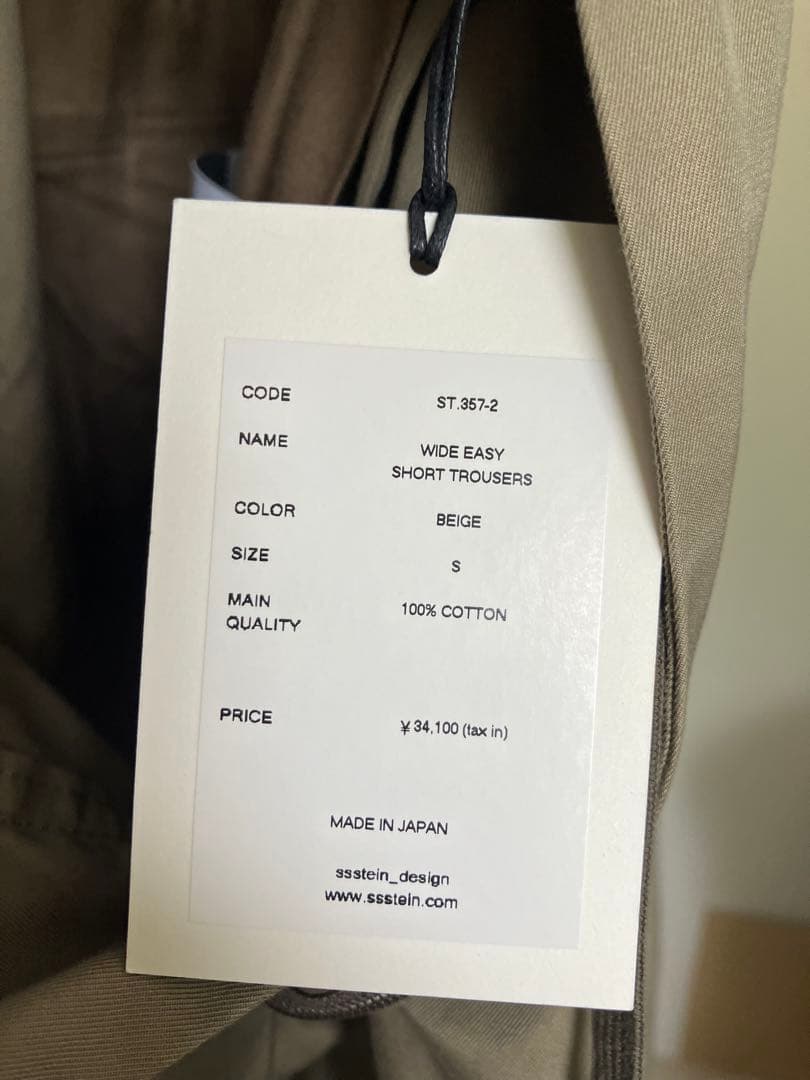 CODE ST.357-2
NAME WIDE EASY
SHORT TROUSERS
COLOR BEIGE
SIZE S
MAIN 100% COTTON
QUALITY
PRICE ¥34,100 (tax in)
MADE IN JAPAN
ssstein_design
www.ssstein.com